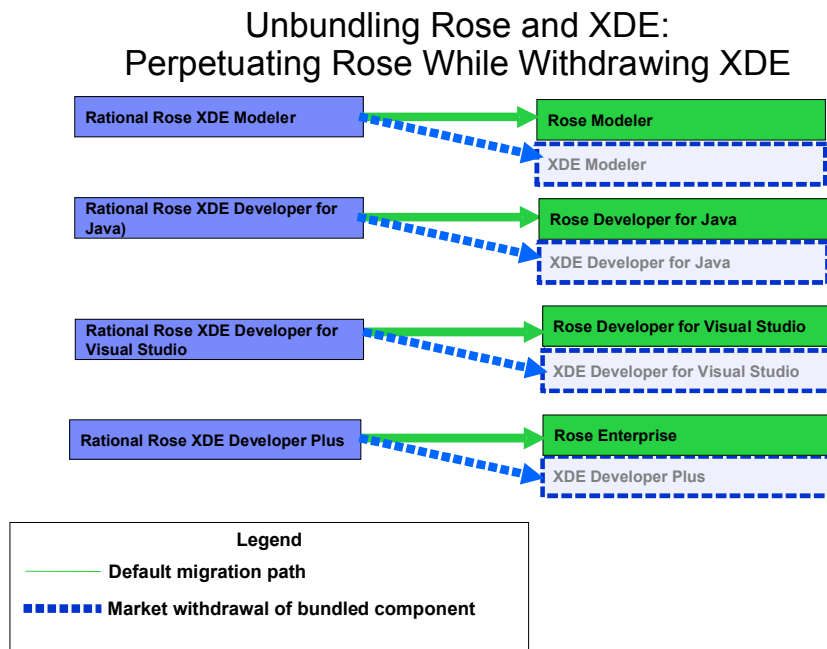 Unbundling Rose and XDE:
Perpetuating Rose While Withdrawing XDE
Rational Rose XDE Modeler
Rose Modeler
XDE Modeler
Rational Rose XDE Developer for
Java)
Rose Developer for Java
XDE Developer for Java
Rational Rose XDE Developer for
Visual Studio
Rose Developer for Visual Studio
XDE Developer for Visual Studio
Rational Rose XDE Developer Plus
Rose Enterprise
XDE Developer Plus
Legend
Default migration path
Market withdrawal of bundled component